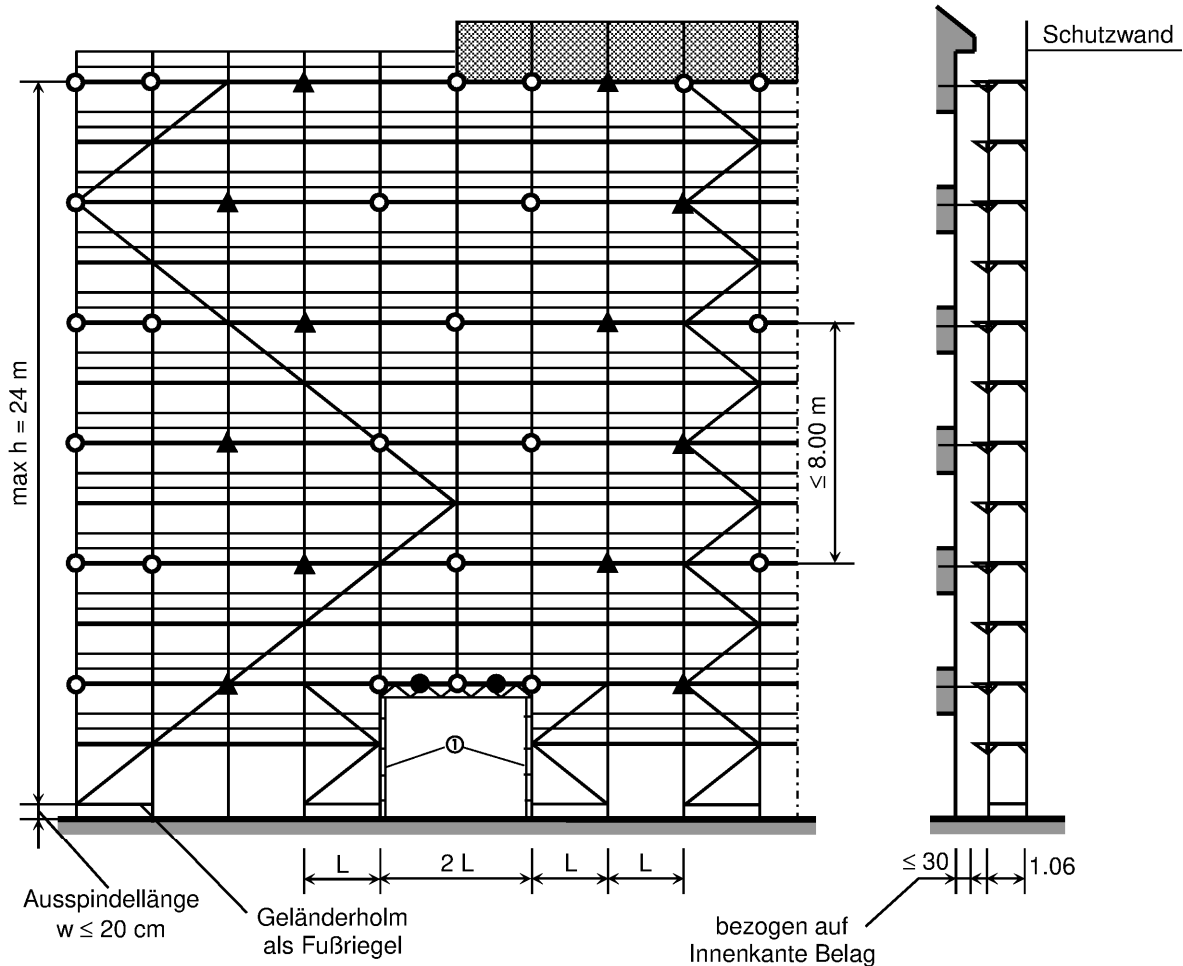 Schutzwand
max h = 24 m
≤ 8.00 m
①
L
2 L
L
L
≤ 30
1.06
Ausspindellänge
w ≤ 20 cm
Geländerholm
als Fußriegel
bezogen auf
Innenkante Belag